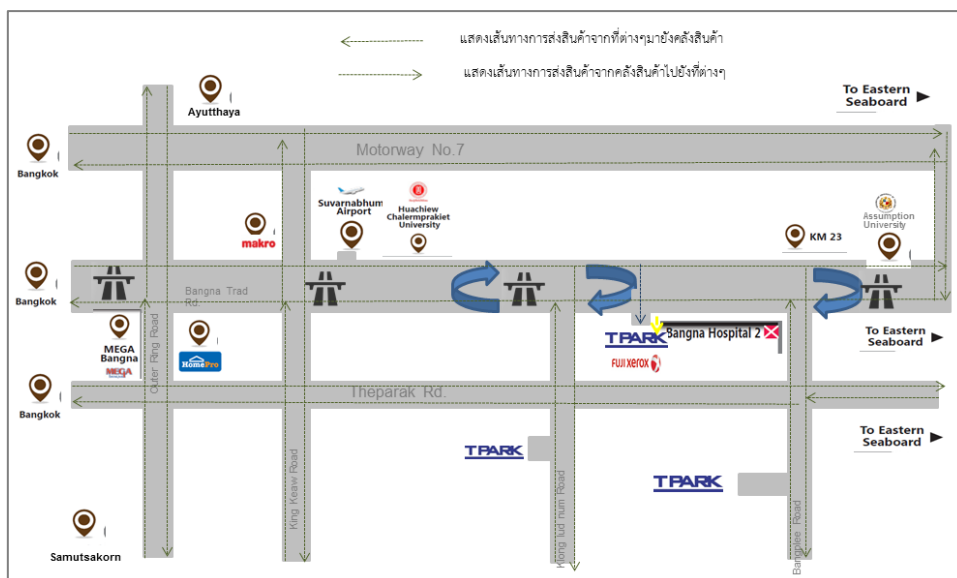 แสดงเส้นทางการส่งสินค้าจากที่ต่างๆมายังคลังสินค้า
แสดงเส้นทางการส่งสินค้าจากคลังสินค้าไปยังที่ต่างๆ
Ayutthaya
To Eastern
Seaboard
Bangkok
Motorway No.7
Suvarnabhum
Airport
Huachiew
Chalermprakiet
University
makro
KM 23
Assumption
University
Bangkok
Bangna Trad
Rd.
MEGA
Bangna
MEGA
HomePro
Outer Ring Road
TPARK
Bangna Hospital 2
FUJI xerox
To Eastern
Seaboard
Bangkok
Theparak Rd.
To Eastern
Seaboard
TPARK
TPARK
King Keaw Road
Klong lud num Road
Bangplee Road
Samutsakorn